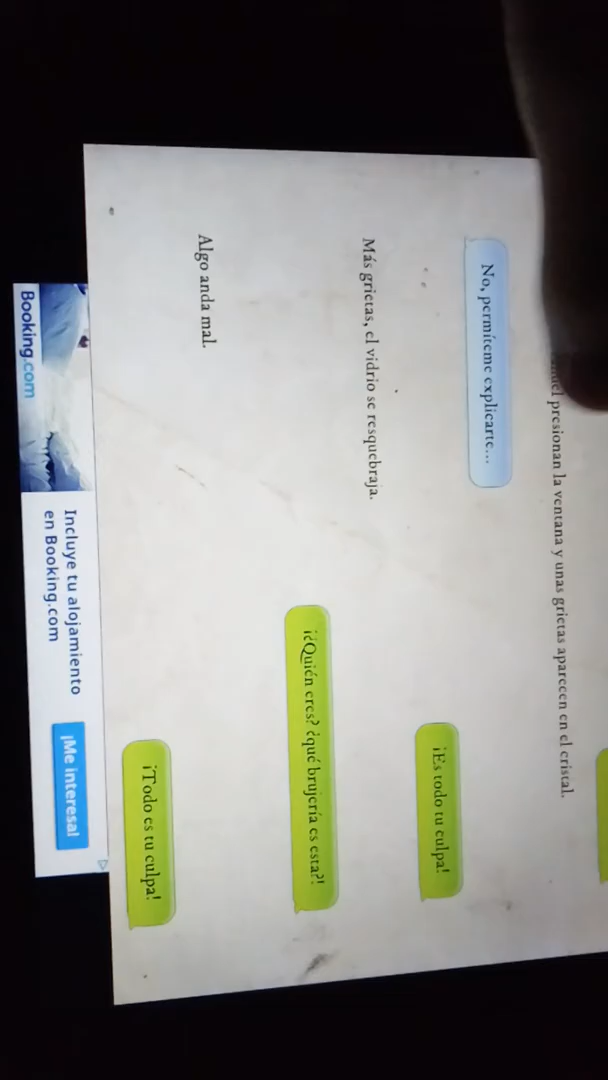 presionan la ventana y unas grietas aparecen en el cristal.
No, permíteme explicarte...
¡Es todo tu culpa!
Más grietas, el vidrio se resquebraja.
¡¿Quién eres? ¿qué brujería es esta?!
Algo anda mal.
¡Todo es tu culpa!
Incluye tu alojamiento
en Booking.com
¡Me interesa!
Booking.com